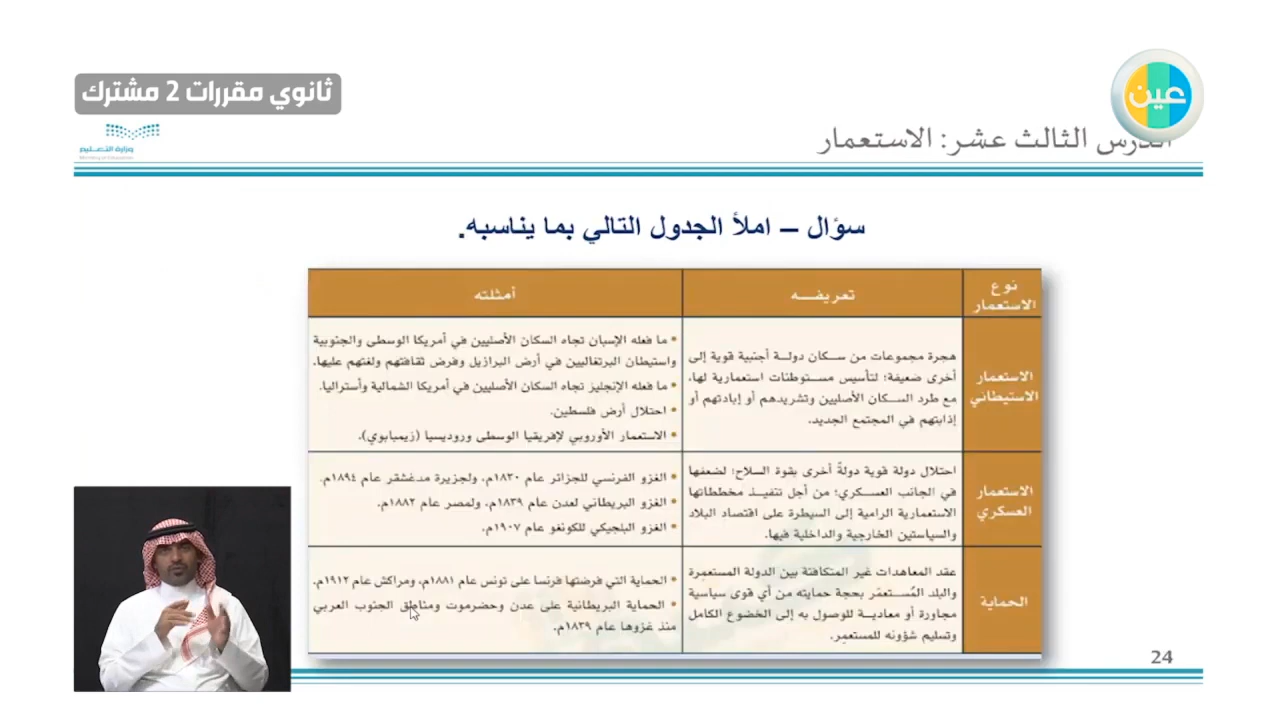 ثانوي مقررات 2 مشترك
عين
وزارة التعليم
Ministry of Education
الدرس الثالث عشر: الاستعمار
سؤال – املأ الجدول التالي بما يناسبه.
نوع الاستعمار
تعريفـــه
أمثلته
الاستعمار
الاستيطاني
هجرة مجموعات من سكان دولة أجنبية قوية إلى
أخرى ضعيفة؛ لتأسيس مستوطنات استعمارية لها،
مع طرد السكان الأصليين وتشريدهم أو إبادتهم أو
إذابتهم في المجتمع الجديد.
• ما فعله الإسبان تجاه السكان الأصليين في أمريكا الوسطى والجنوبية
واستيطان البرتغاليين في أرض البرازيل وفرض ثقافتهم ولغتهم عليها.
• ما فعله الإنجليز تجاه السكان الأصليين في أمريكا الشمالية وأستراليا.
• احتلال أرض فلسطين.
• الاستعمار الأوروبي لإفريقيا الوسطى وروديسيا (زيمبابوي).
الاستعمار
العسكري
احتلال دولة قوية دولةً أخرى بقوة السلاح؛ لضعفها
في الجانب العسكري؛ من أجل تنفيذ مخططاتها
الاستعمارية الرامية إلى السيطرة على اقتصاد البلاد
والسياستين الخارجية والداخلية فيها.
• الغزو الفرنسي للجزائر عام ١٨٣٠م، ولجزيرة مدغشقر عام ١٨٩٤م.
• الغزو البريطاني لعدن عام ١٨٣٩م، ولمصر عام ١٨٨٢م.
• الغزو البلجيكي للكونغو عام ١٩٠٧م.
الحماية
عقد المعاهدات غير المتكافئة بين الدولة المستعمِرة
والبلد المُستعمَر بحجة حمايته من أي قوى سياسية
مجاورة أو معادية للوصول به إلى الخضوع الكامل
وتسليم شؤونه للمستعمِر.
• الحماية التي فرضتها فرنسا على تونس عام ١٨٨١م، ومراكش عام ١٩١٢م.
• الحماية البريطانية على عدن وحضرموت ومناطق الجنوب العربي
منذ غزوها عام ١٨٣٩م.
24